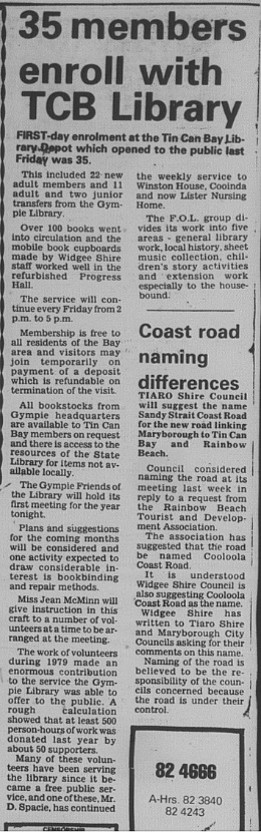 35 members
enroll with
TCB Library
FIRST-day enrolment at the Tin Can Bay Lib-
rary Depot which opened to the public last
Friday was 35.
This included 22 new
adult members and 11
adult and two junior
transfers from the Gym-
pie Library.
Over 100 books went
into circulation and the
mobile book cupboards
made by Widgee Shire
staff worked well in the
refurbished Progress
Hall.
The service will con-
tinue every Friday from 2
p.m. to 5 p.m.
Membership is free to
all residents of the Bay
area and visitors may
join temporarily on
payment of a deposit
which is refundable on
termination of the visit.
All bookstocks from
Gympie headquarters
are available to Tin Can
Bay members on request
and there is access to the
resources of the State
Library for items not av-
ailable locally.
The Gympie Friends of
the Library will hold its
first meeting for the year
tonight.
Plans and suggestions
for the coming months
will be considered and
one activity expected to
draw considerable in-
terest is bookbinding
and repair methods.
Miss Jean McMinn will
give instruction in this
craft to a number of vol-
unteers at a time to be ar-
ranged at the meeting.
The work of volunteers
during 1979 made an
enormous contribution
to the service the Gym-
pie Library was able to
offer to the public. A
rough calculation
showed that at least 500
person-hours of work was
donated last year by
about 50 supporters.
Many of these volun-
teers have been serving
the library since it be-
came a free public ser-
vice, and one of these, Mr.
D. Spacie, has continued
the weekly service to
Winston House, Cooinda
and now Lister Nursing
Home.
The F.O.L. group di-
vides its work into five
areas - general library
work, local history, sheet
music collection, chil-
dren's story activities
and extension work
especially to the house-
bound.
Coast road
naming
differences
TIARO Shire Council
will suggest the name
Sandy Strait Coast Road
for the new road linking
Maryborough to Tin Can
Bay and Rainbow
Beach.
Council considered
naming the road at its
meeting last week in
reply to a request from
the Rainbow Beach
Tourist and Develop-
ment Association.
The association has
suggested that the road
be named Cooloola
Coast Road.
It is understood
Widgee Shire Council is
also suggesting Cooloola
Coast Road as the name.
Widgee Shire has
written to Tiaro Shire
and Maryborough City
Councils asking for their
comments on this name.
Naming of the road is
believed to be the re-
sponsibility of the coun-
cils concerned because
the road is under their
control.
82 4666
A-Hrs. 82 3840
82 4243